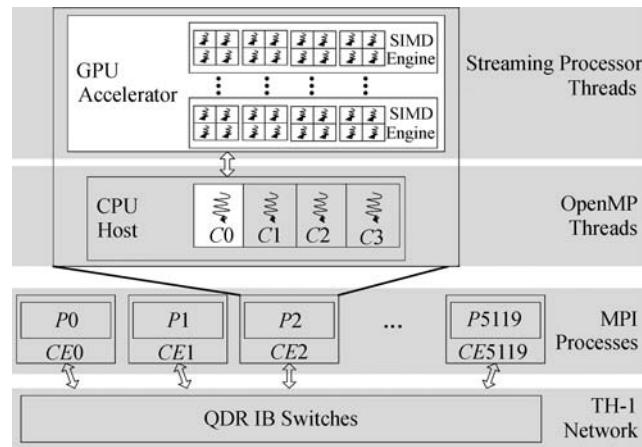 GPU
Accelerator
SIMD
Engine
SIMD
Engine
Streaming Processor
Threads
CPU
Host
C0 C1 C2 C3
OpenMP
Threads
P0 P1 P2 ... P5119
CE0 CE1 CE2 CE5119
MPI
Processes
QDR IB Switches
TH-1
Network